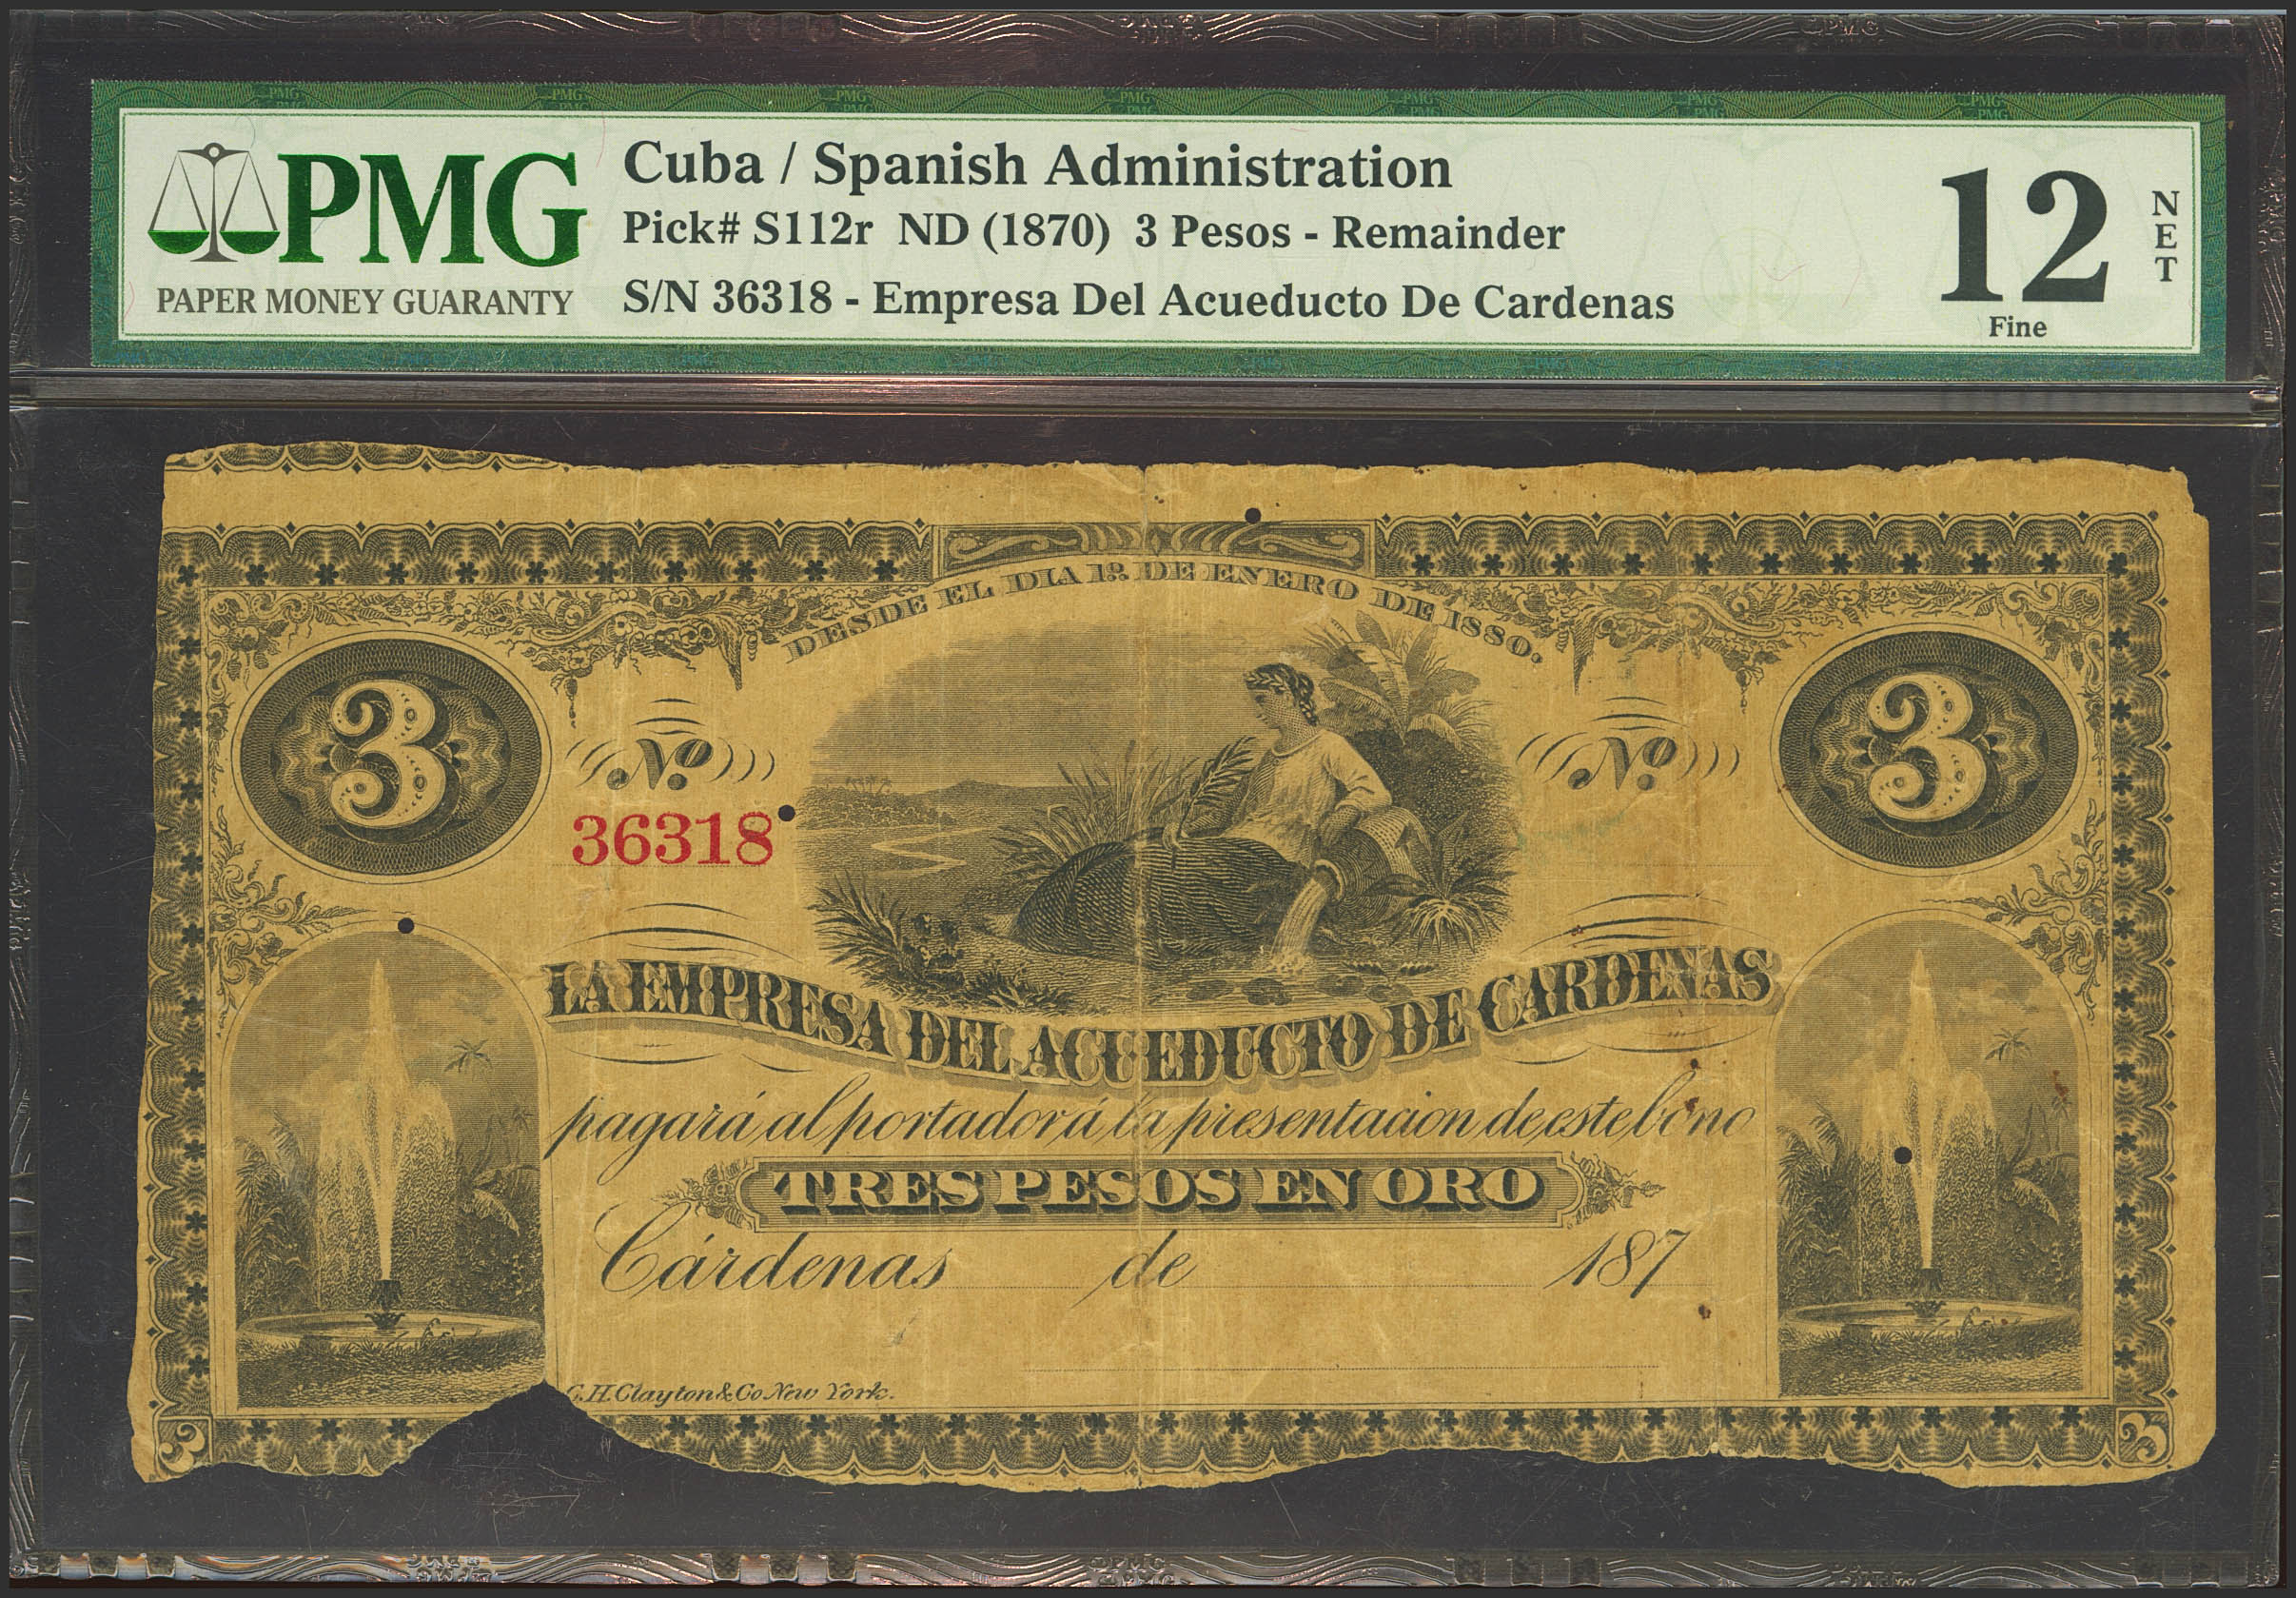 PMG
PAPER MONEY GUARANTY
Cuba / Spanish Administration
Pick# S112r ND (1870) 3 Pesos - Remainder
S/N 36318 - Empresa Del Acueducto De Cardenas
12
NET
Fine
DESDE EL DIA 1º. DE ENERO DE 1880.
3
Nº
36318
Nº
3
LA EMPRESA DEL ACUEDUCTO DE CARDENAS
pagará al portador á la presentacion de este bono
TRES PESOS EN ORO
Cárdenas de 187
C.H.Clayton & Co. New York.
3
3